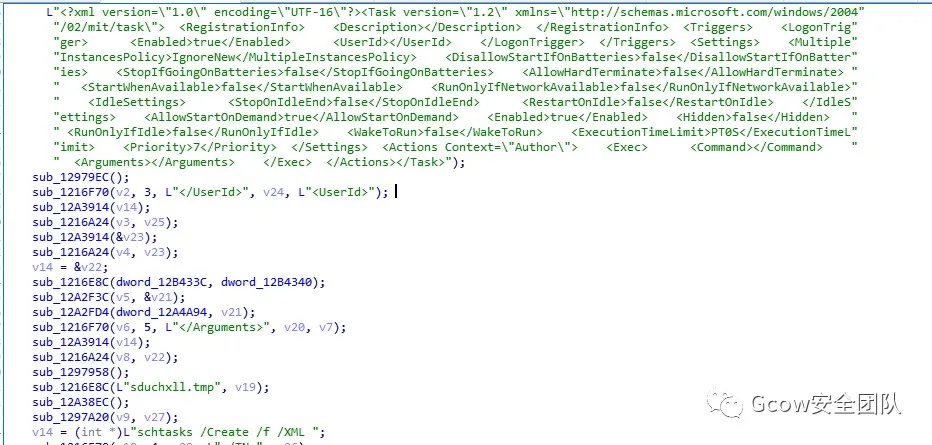 L"<?xml version=\"1.0\" encoding=\"UTF-16\"?><Task version=\"1.2\" xmlns=\"http://schemas.microsoft.com/windows/2004"
"/02/mit/task\"> <RegistrationInfo> <Description></Description> </RegistrationInfo> <Triggers> <LogonTrig"
"ger> <Enabled>true</Enabled> <UserId></UserId> </LogonTrigger> </Triggers> <Settings> <Multiple"
"InstancesPolicy>IgnoreNew</MultipleInstancesPolicy> <DisallowStartIfOnBatteries>false</DisallowStartIfOnBatter"
"ies> <StopIfGoingOnBatteries>false</StopIfGoingOnBatteries> <AllowHardTerminate>false</AllowHardTerminate> "
" <StartWhenAvailable>false</StartWhenAvailable> <RunOnlyIfNetworkAvailable>false</RunOnlyIfNetworkAvailable>"
" <IdleSettings> <StopOnIdleEnd>false</StopOnIdleEnd> <RestartOnIdle>false</RestartOnIdle> </IdleS"
"ettings> <AllowStartOnDemand>true</AllowStartOnDemand> <Enabled>true</Enabled> <Hidden>false</Hidden> "
" <RunOnlyIfIdle>false</RunOnlyIfIdle> <WakeToRun>false</WakeToRun> <ExecutionTimeLimit>PT0S</ExecutionTimeL"
"imit> <Priority>7</Priority> </Settings> <Actions Context=\"Author\"> <Exec> <Command></Command> "
" <Arguments></Arguments> </Exec> </Actions></Task>");
sub_12979EC();
sub_1216F70(v2, 3, L"</UserId>", v24, L"<UserId>");
sub_12A3914(v14);
sub_1216A24(v3, v25);
sub_12A3914(&v23);
sub_1216A24(v4, v23);
v14 = &v22;
sub_1216E8C(dword_12B433C, dword_12B4340);
sub_12A2F3C(v5, &v21);
sub_12A2FD4(dword_12A4A94, v21);
sub_1216F70(v6, 5, L"</Arguments>", v20, v7);
sub_12A3914(v14);
sub_1216A24(v8, v22);
sub_1297958();
sub_1216E8C(L"sduchxll.tmp", v19);
sub_12A38EC();
sub_1297A20(v9, v27);
v14 = (int *)L"schtasks /Create /f /XML ";
Gcow安全团队